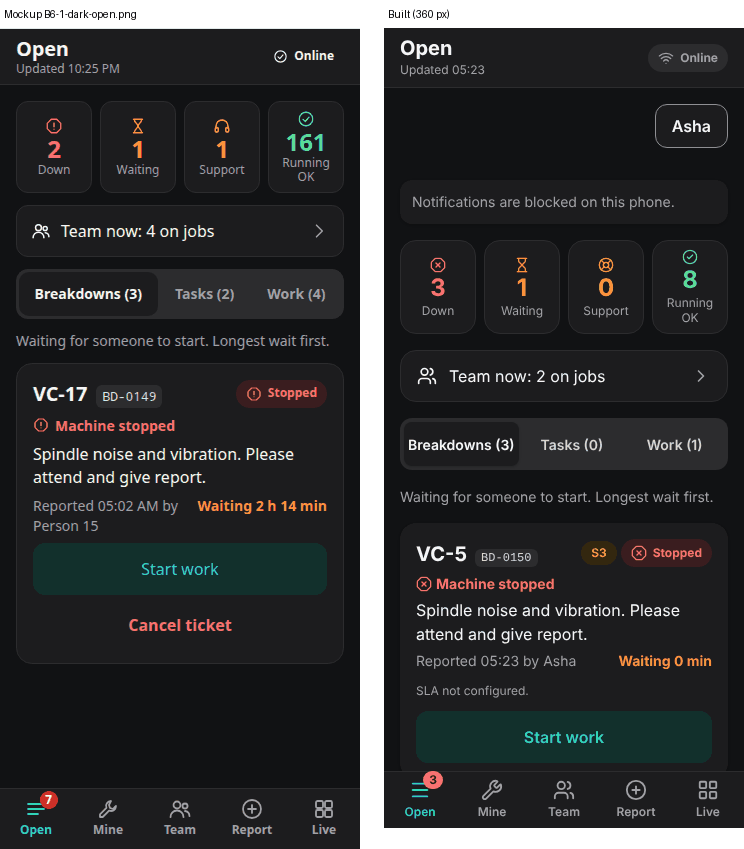 Mockup B6-1-dark-open.png
Open
Updated 10:25 PM
Online
2
Down
1
Waiting
1
Support
161
Running
OK
Team now: 4 on jobs
Breakdowns (3)
Tasks (2)
Work (4)
Waiting for someone to start. Longest wait first.
VC-17
BD-0149
Stopped
Machine stopped
Spindle noise and vibration. Please
attend and give report.
Reported 05:02 AM by
Person 15
Waiting 2 h 14 min
Start work
Cancel ticket
7
Open
Mine
Team
Report
Live
Built (360 px)
Open
Updated 05:23
Online
Asha
Notifications are blocked on this phone.
3
Down
1
Waiting
0
Support
8
Running
OK
Team now: 2 on jobs
Breakdowns (3)
Tasks (0)
Work (1)
Waiting for someone to start. Longest wait first.
VC-5
BD-0150
S3
Stopped
Machine stopped
Spindle noise and vibration. Please
attend and give report.
Reported 05:23 by Asha
Waiting 0 min
SLA not configured.
Start work
3
Open
Mine
Team
Report
Live